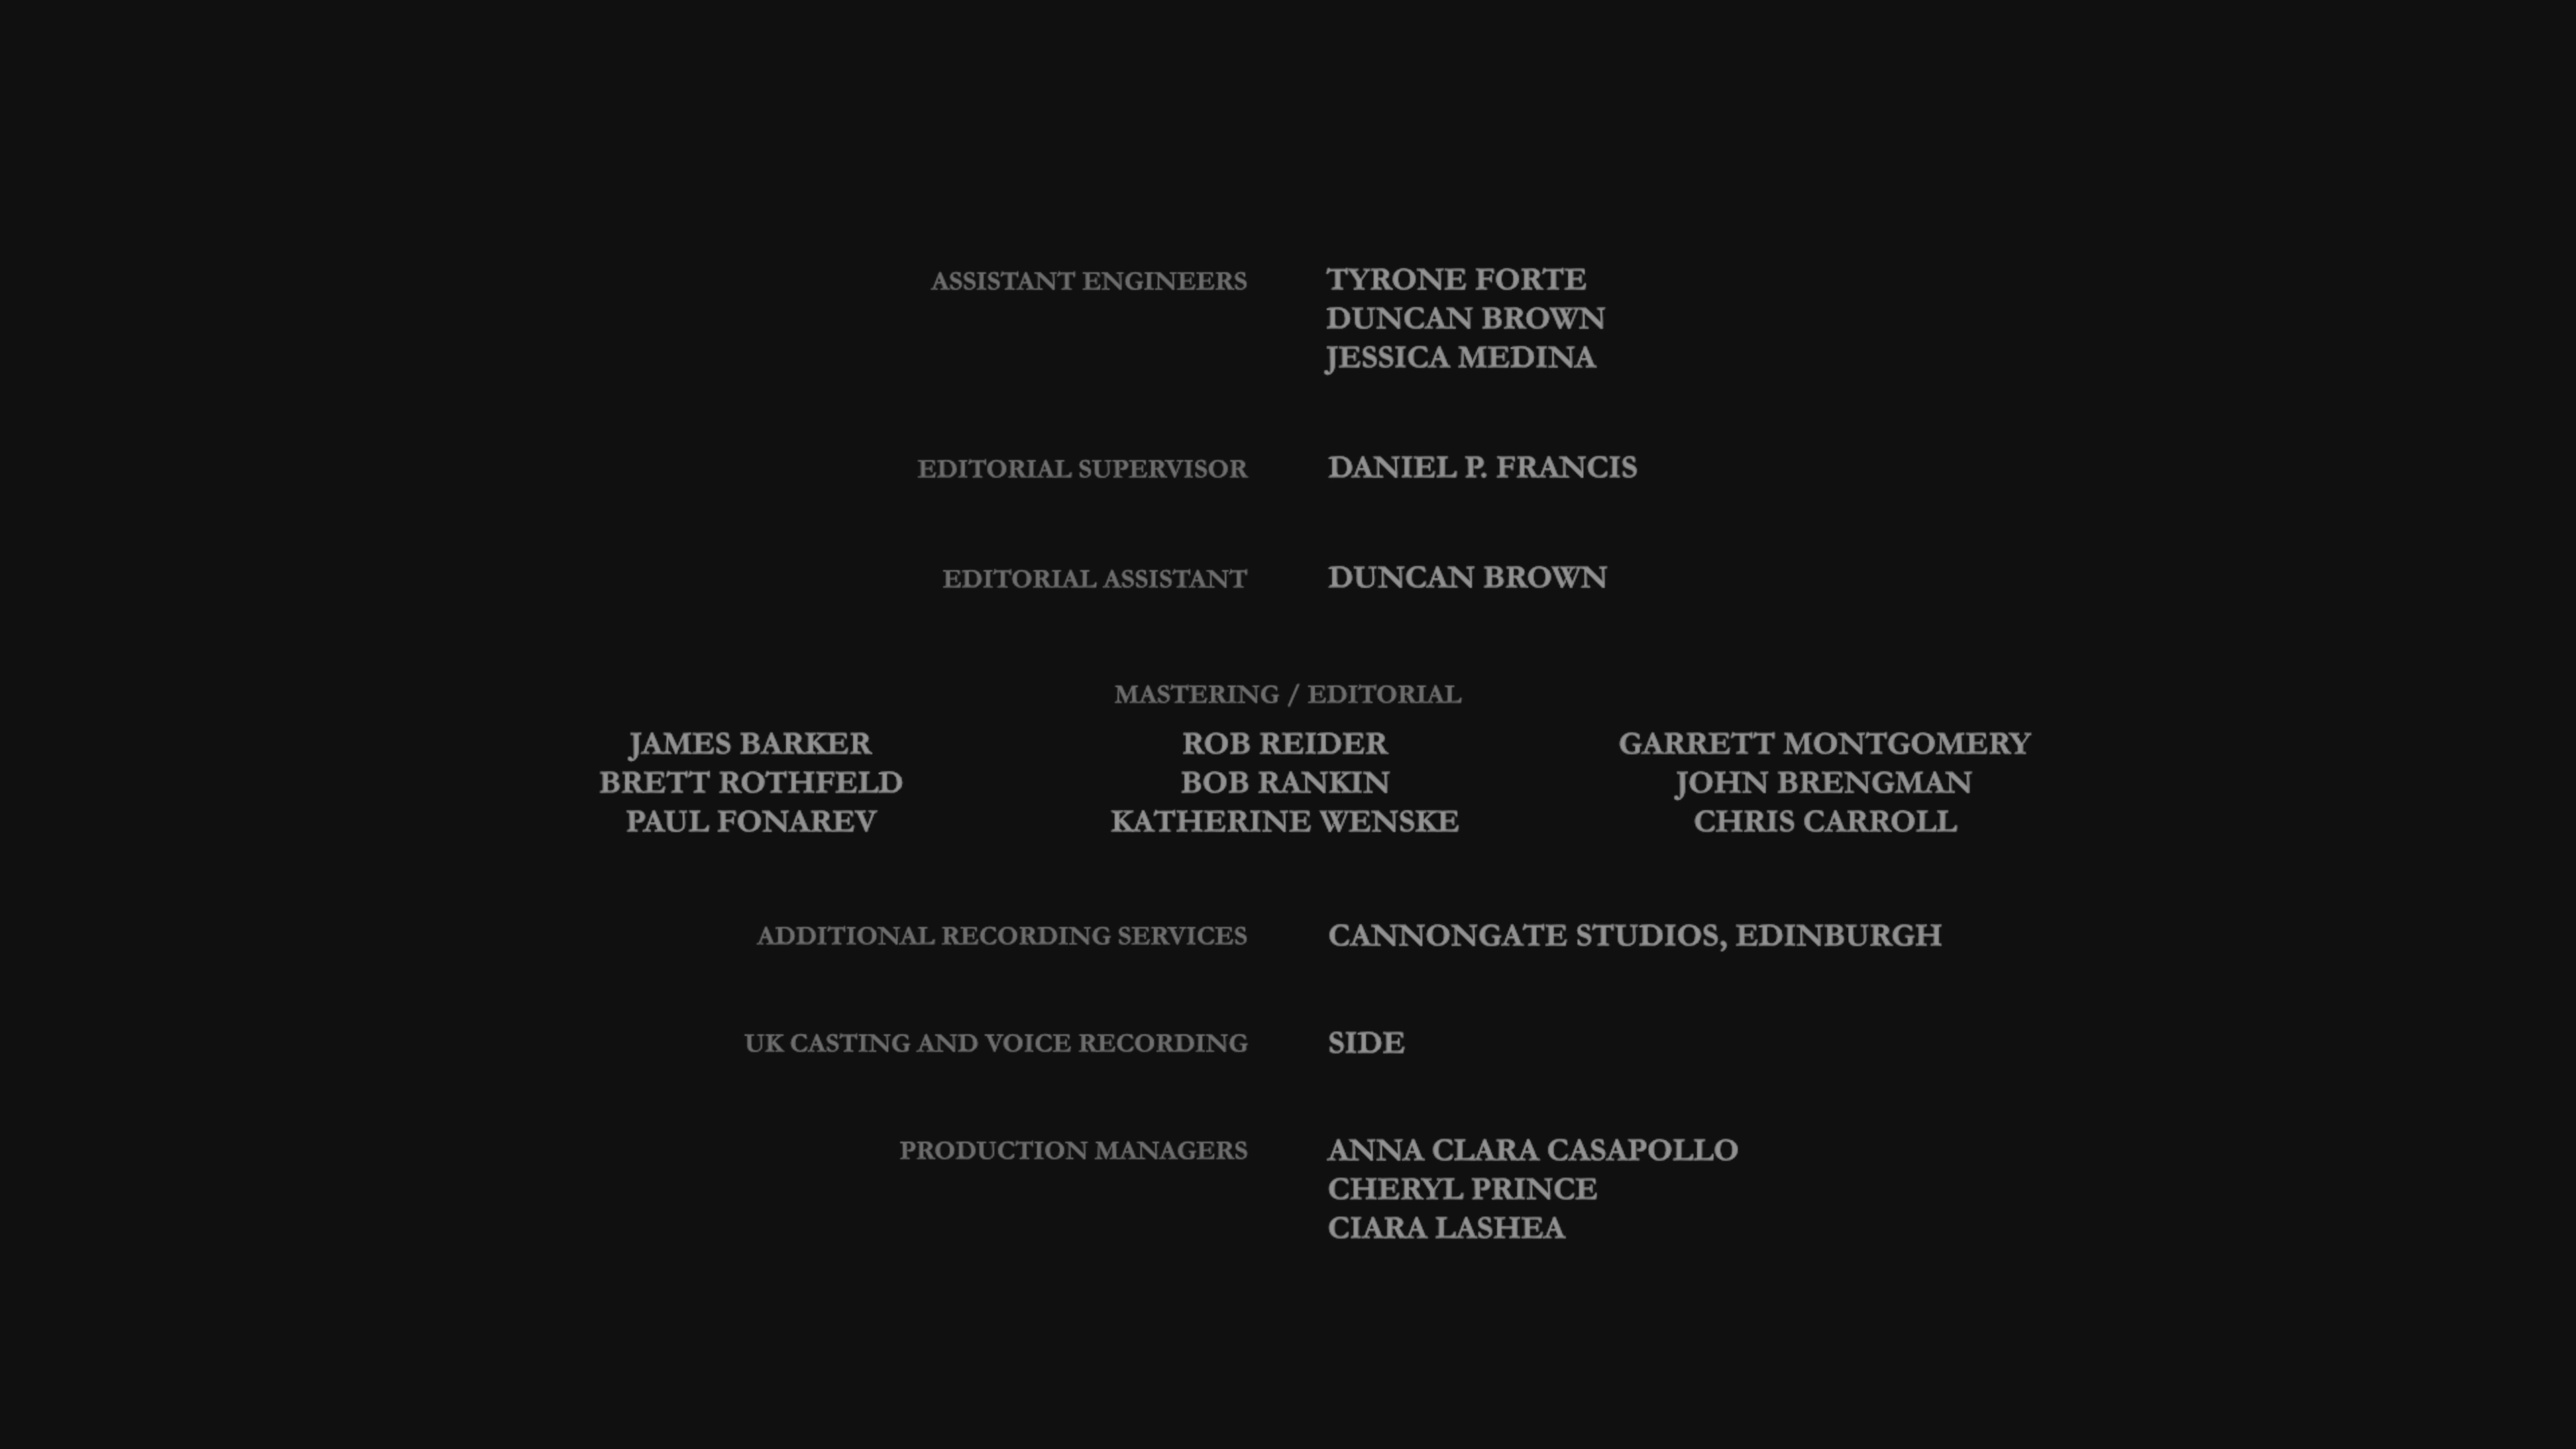 ASSISTANT ENGINEERS TYRONE FORTE
DUNCAN BROWN
JESSICA MEDINA
EDITORIAL SUPERVISOR DANIEL P. FRANCIS
EDITORIAL ASSISTANT DUNCAN BROWN
MASTERING / EDITORIAL
JAMES BARKER ROB REIDER GARRETT MONTGOMERY
BRETT ROTHFELD BOB RANKIN JOHN BRENGMAN
PAUL FONAREV KATHERINE WENSKE CHRIS CARROLL
ADDITIONAL RECORDING SERVICES CANNONGATE STUDIOS, EDINBURGH
UK CASTING AND VOICE RECORDING SIDE
PRODUCTION MANAGERS ANNA CLARA CASAPOLLO
CHERYL PRINCE
CIARA LASHEA